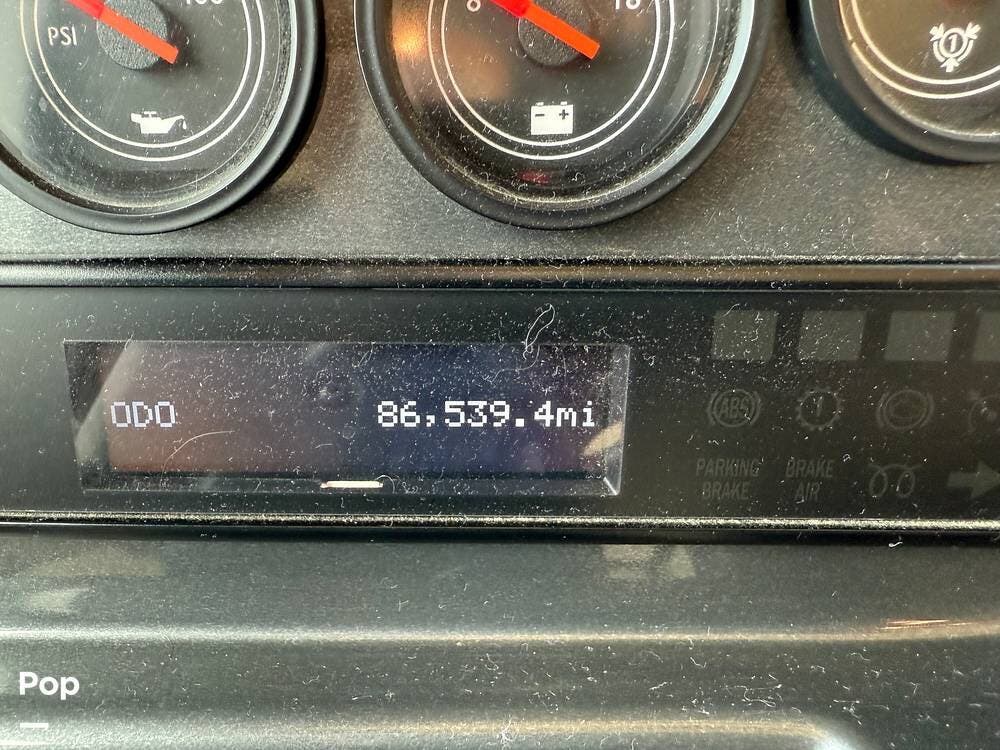 PSI
ODO 86,539.4mi
ABS
PARKING BRAKE
BRAKE AIR
Pop